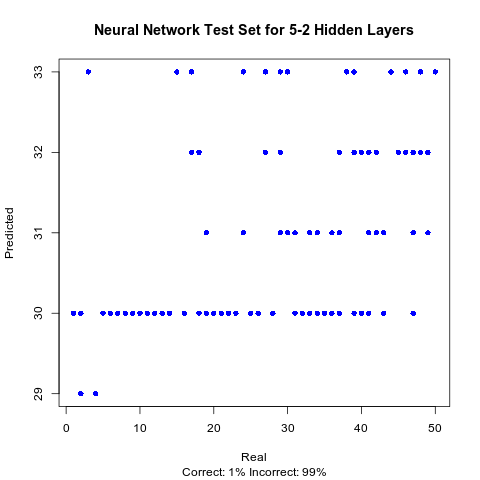 Neural Network Test Set for 5-2 Hidden Layers
33
32
31
30
29
Predicted
0 10 20 30 40 50
Real
Correct: 1% Incorrect: 99%